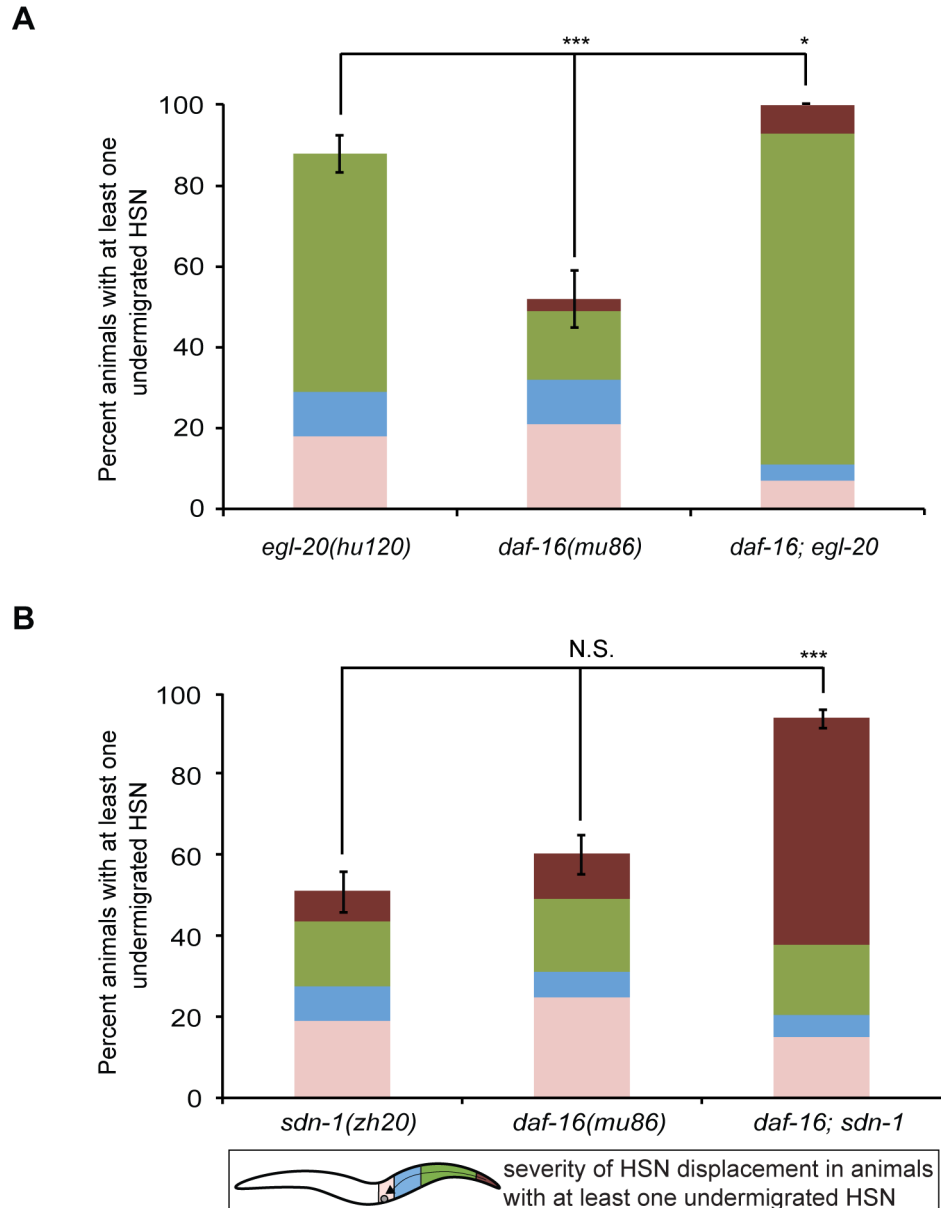 A
*** *
Percent animals with at least one
undermigrated HSN
100
80
60
40
20
0
egl-20(hu120) daf-16(mu86) daf-16; egl-20
B
N.S. ***
Percent animals with at least one
undermigrated HSN
100
80
60
40
20
0
sdn-1(zh20) daf-16(mu86) daf-16; sdn-1
severity of HSN displacement in animals
with at least one undermigrated HSN